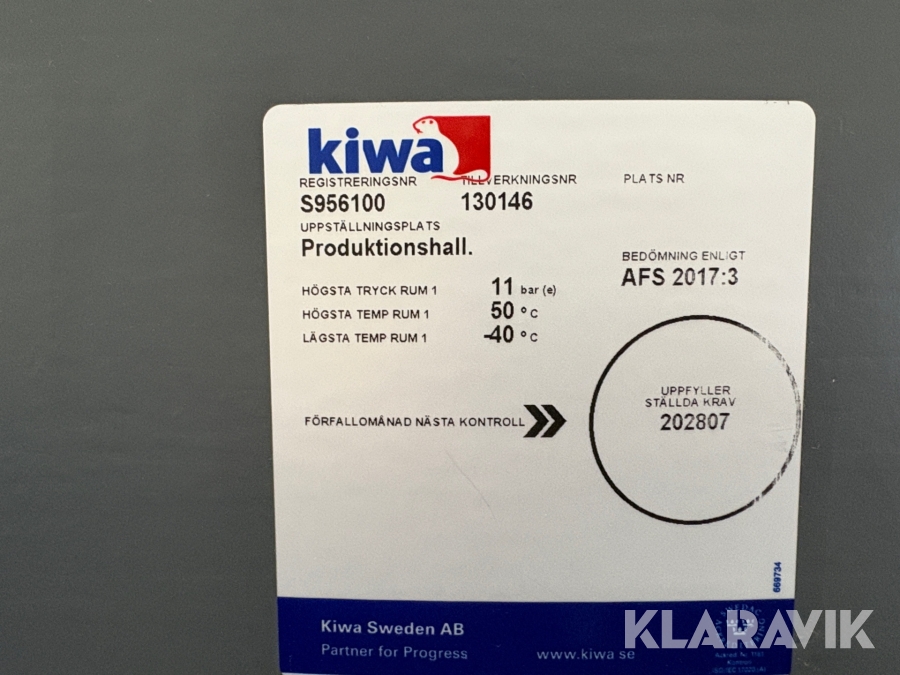 kiwa
REGISTRERINGSNR TILLVERKNINGSNR PLATS NR
S956100 130146
UPPSTÄLLNINGSPLATS
Produktionshall.
BEDÖMNING ENLIGT
AFS 2017:3
HÖGSTA TRYCK RUM 1 11 bar (e)
HÖGSTA TEMP RUM 1 50 °C
LÄGSTA TEMP RUM 1 -40 °C
UPPFYLLER
STÄLLDA KRAV
202807
FÖRFALLOMÅNAD NÄSTA KONTROLL
669734
Kiwa Sweden AB
Partner for Progress
www.kiwa.se
KLARAVIK